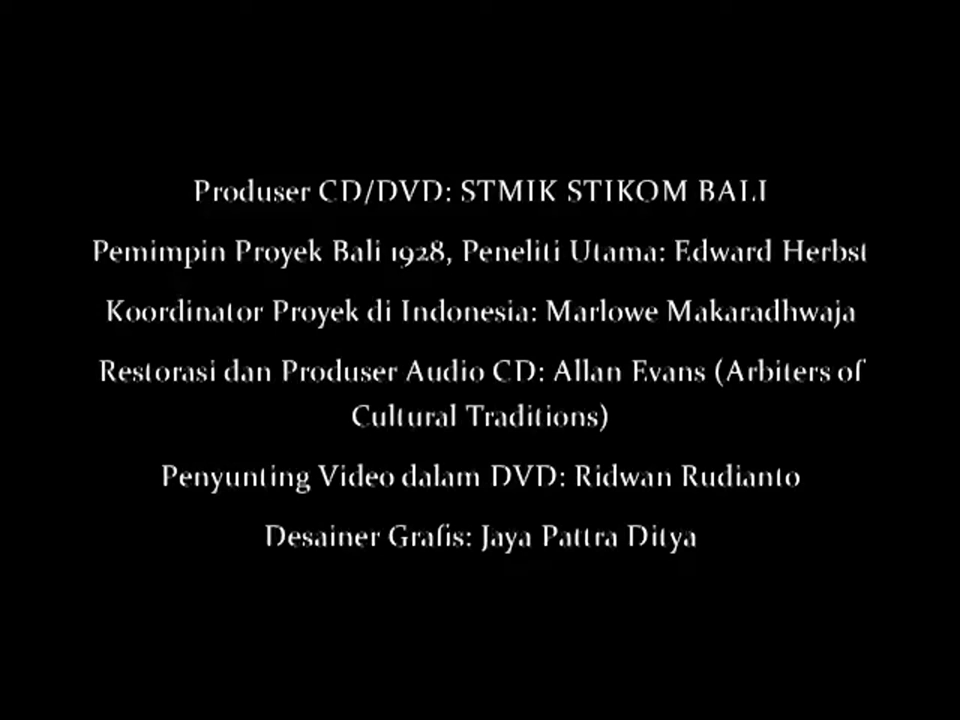 Produser CD/DVD: STMIK STIKOM BALI
Pemimpin Proyek Bali 1928, Peneliti Utama: Edward Herbst
Koordinator Proyek di Indonesia: Marlowe Makaradhwaja
Restorasi dan Produser Audio CD: Allan Evans (Arbiters of
Cultural Traditions)
Penyunting Video dalam DVD: Ridwan Rudianto
Desainer Grafis: Jaya Pattra Ditya